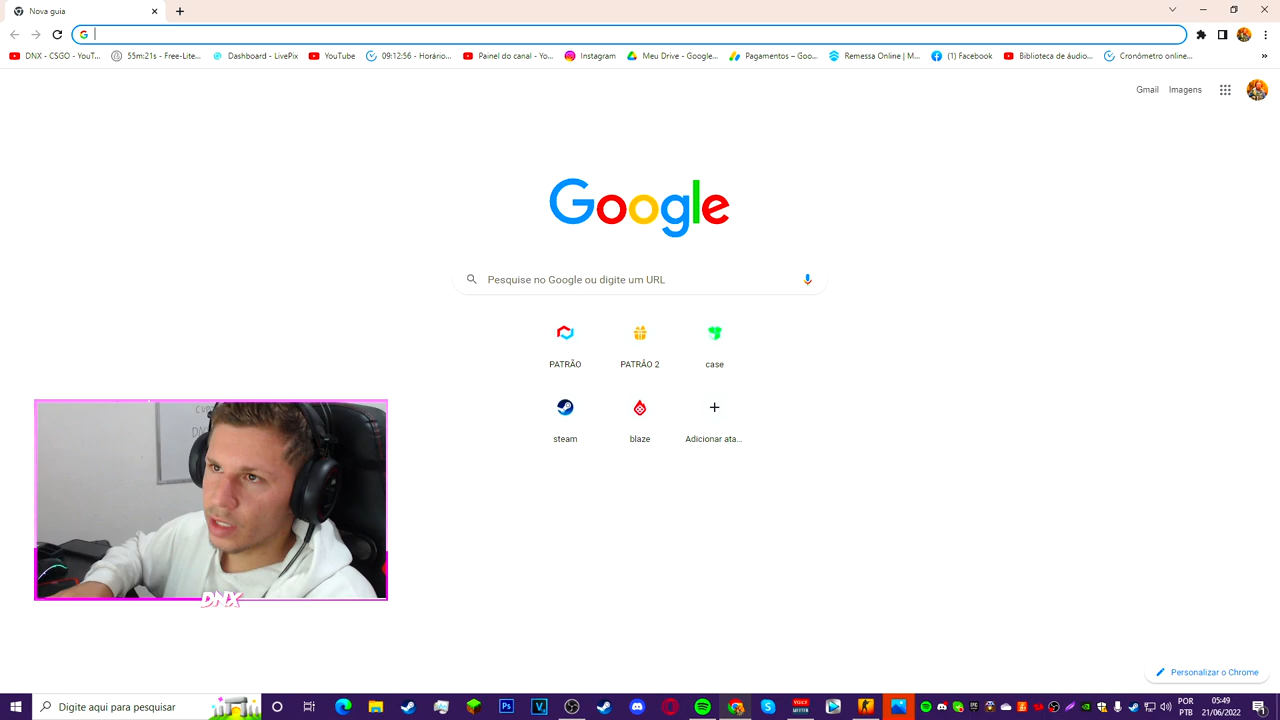 Nova guia
DNX - CSGO - YouT... 55m:21s - Free-Lite... Dashboard - LivePix YouTube 09:12:56 - Horário... Painel do canal - Yo... Instagram Meu Drive - Google... Pagamentos – Goo... Remessa Online | M... (1) Facebook Biblioteca de áudio... Cronômetro online... »
Gmail Imagens
Google
Pesquise no Google ou digite um URL
PATRÃO PATRÃO 2 case
steam blaze Adicionar ata...
DNX
Personalizar o Chrome
Digite aqui para pesquisar
POR 05:49
PTB 21/06/2022